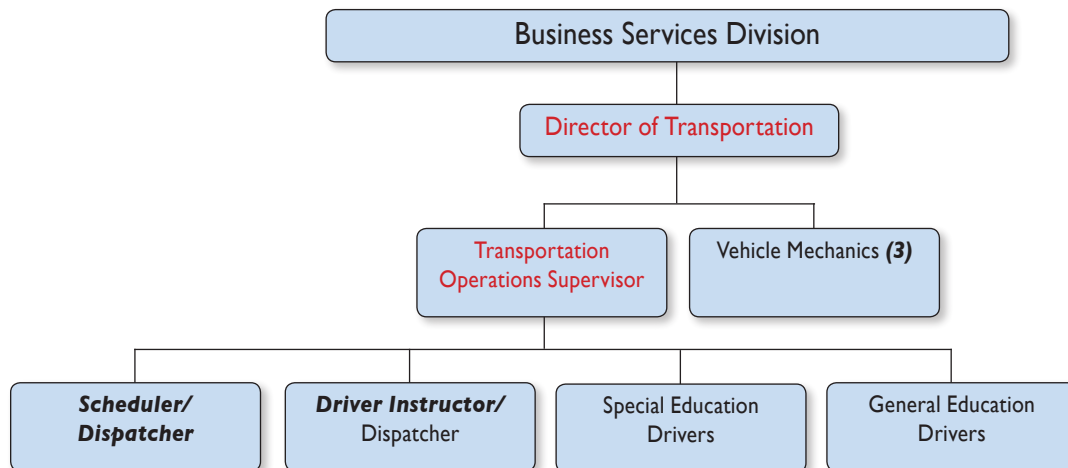 Business Services Division
Director of Transportation
Transportation
Operations Supervisor
Vehicle Mechanics (3)
Scheduler/
Dispatcher
Driver Instructor/
Dispatcher
Special Education
Drivers
General Education
Drivers